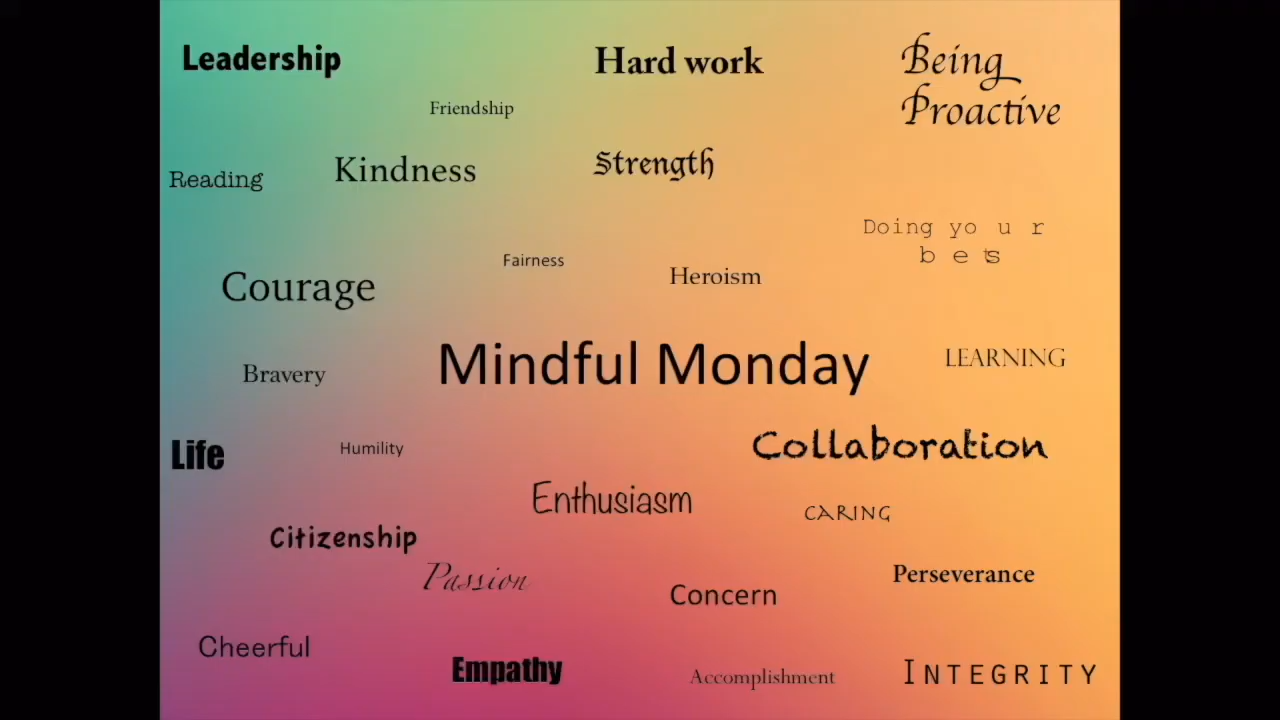 Leadership
Hard work
Being
Proactive
Friendship
Reading
Kindness
Strength
Doing you r
b e ts
Fairness
Heroism
Courage
Mindful Monday
LEARNING
Bravery
Life
Humility
Collaboration
Enthusiasm
CARING
Citizenship
Passion
Concern
Perseverance
Cheerful
Empathy
Accomplishment
INTEGRITY